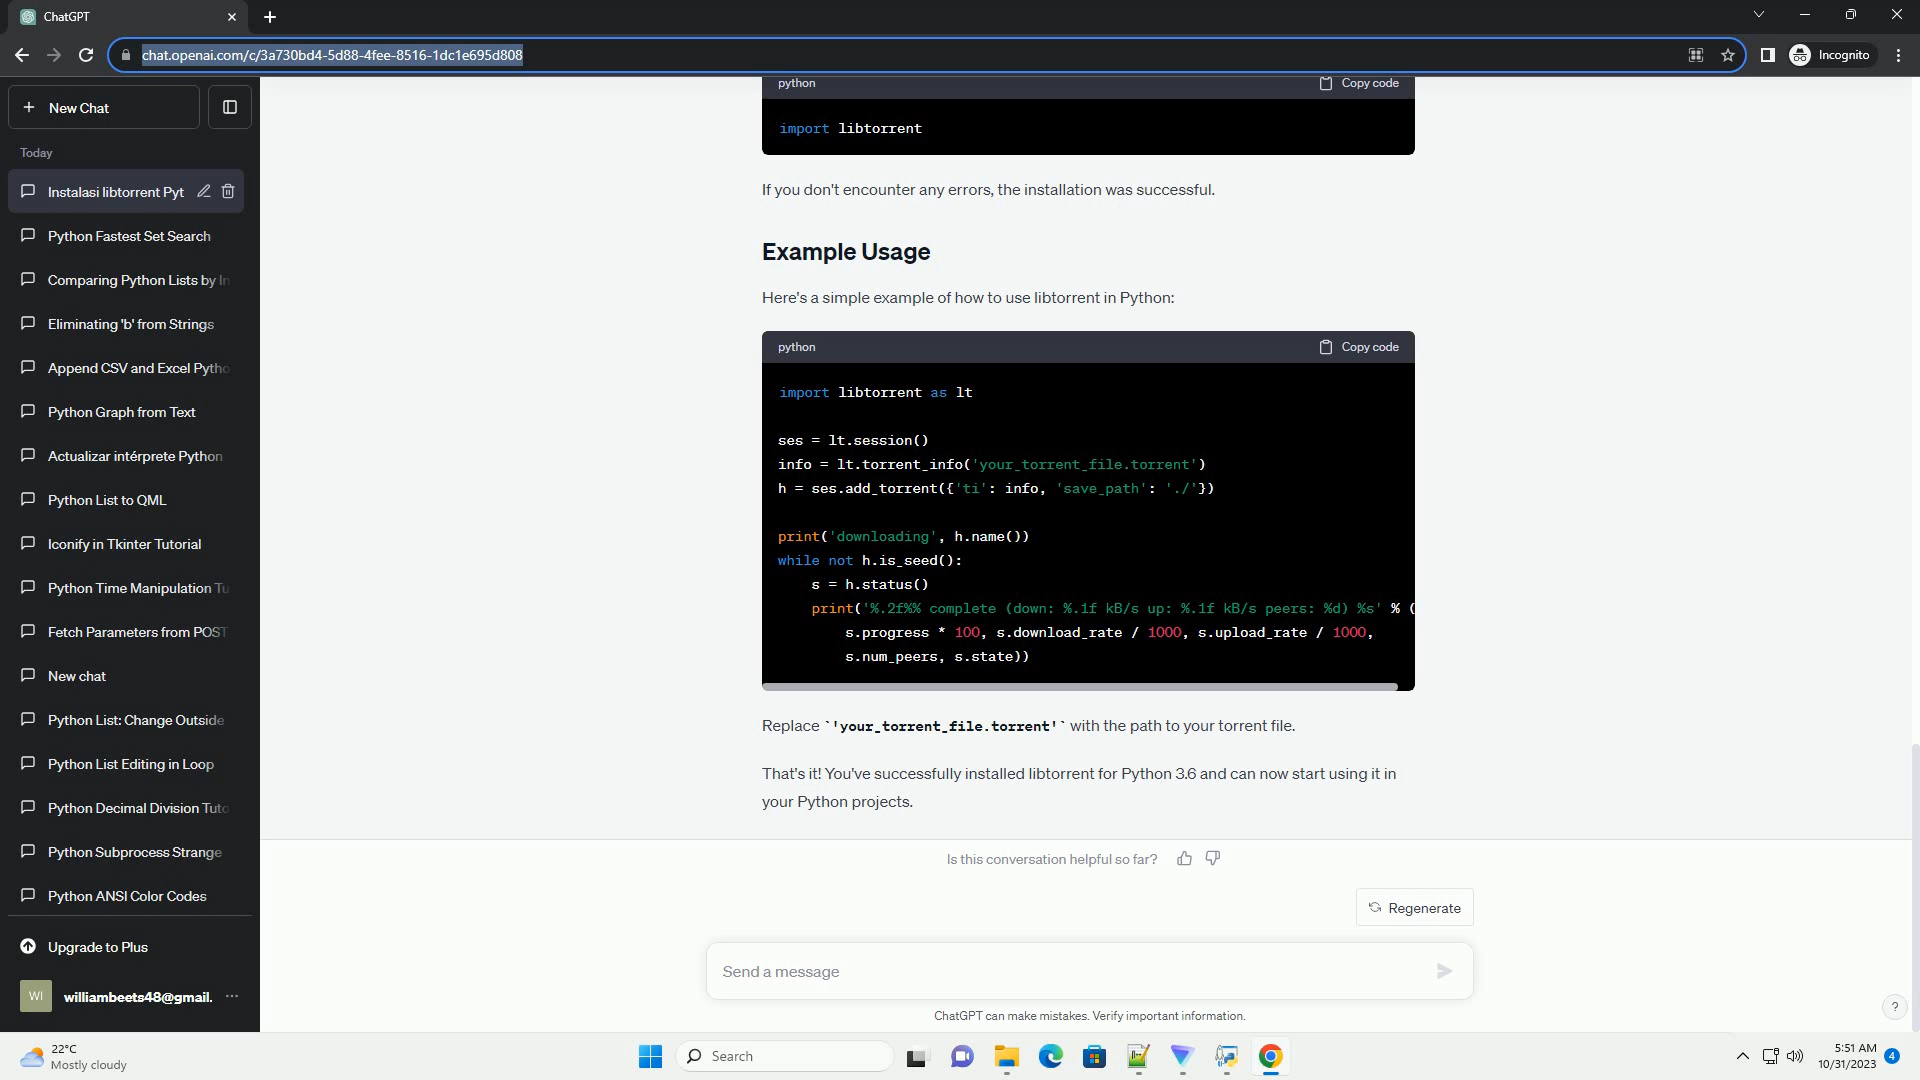 ChatGPT
chat.openai.com/c/3a730bd4-5d88-4fee-8516-1dc1e695d808
Incognito
New Chat
Today
Instalasi libtorrent Pyt
Python Fastest Set Search
Comparing Python Lists by In
Eliminating 'b' from Strings
Append CSV and Excel Pytho
Python Graph from Text
Actualizar intérprete Python
Python List to QML
Iconify in Tkinter Tutorial
Python Time Manipulation Tu
Fetch Parameters from POST
New chat
Python List: Change Outside
Python List Editing in Loop
Python Decimal Division Tuto
Python Subprocess Strange
Python ANSI Color Codes
Upgrade to Plus
WI
williambeets48@gmail.
python
Copy code
import libtorrent
If you don't encounter any errors, the installation was successful.
Example Usage
Here's a simple example of how to use libtorrent in Python:
python
Copy code
import libtorrent as lt
ses = lt.session()
info = lt.torrent_info('your_torrent_file.torrent')
h = ses.add_torrent({'ti': info, 'save_path': './'})
print('downloading', h.name())
while not h.is_seed():
s = h.status()
print('%.2f%% complete (down: %.1f kB/s up: %.1f kB/s peers: %d) %s' % (
s.progress * 100, s.download_rate / 1000, s.upload_rate / 1000,
s.num_peers, s.state))
Replace `'your_torrent_file.torrent'` with the path to your torrent file.
That's it! You've successfully installed libtorrent for Python 3.6 and can now start using it in
your Python projects.
Is this conversation helpful so far?
Regenerate
Send a message
ChatGPT can make mistakes. Verify important information.
?
22°C
Mostly cloudy
Search
5:51 AM
10/31/2023
4